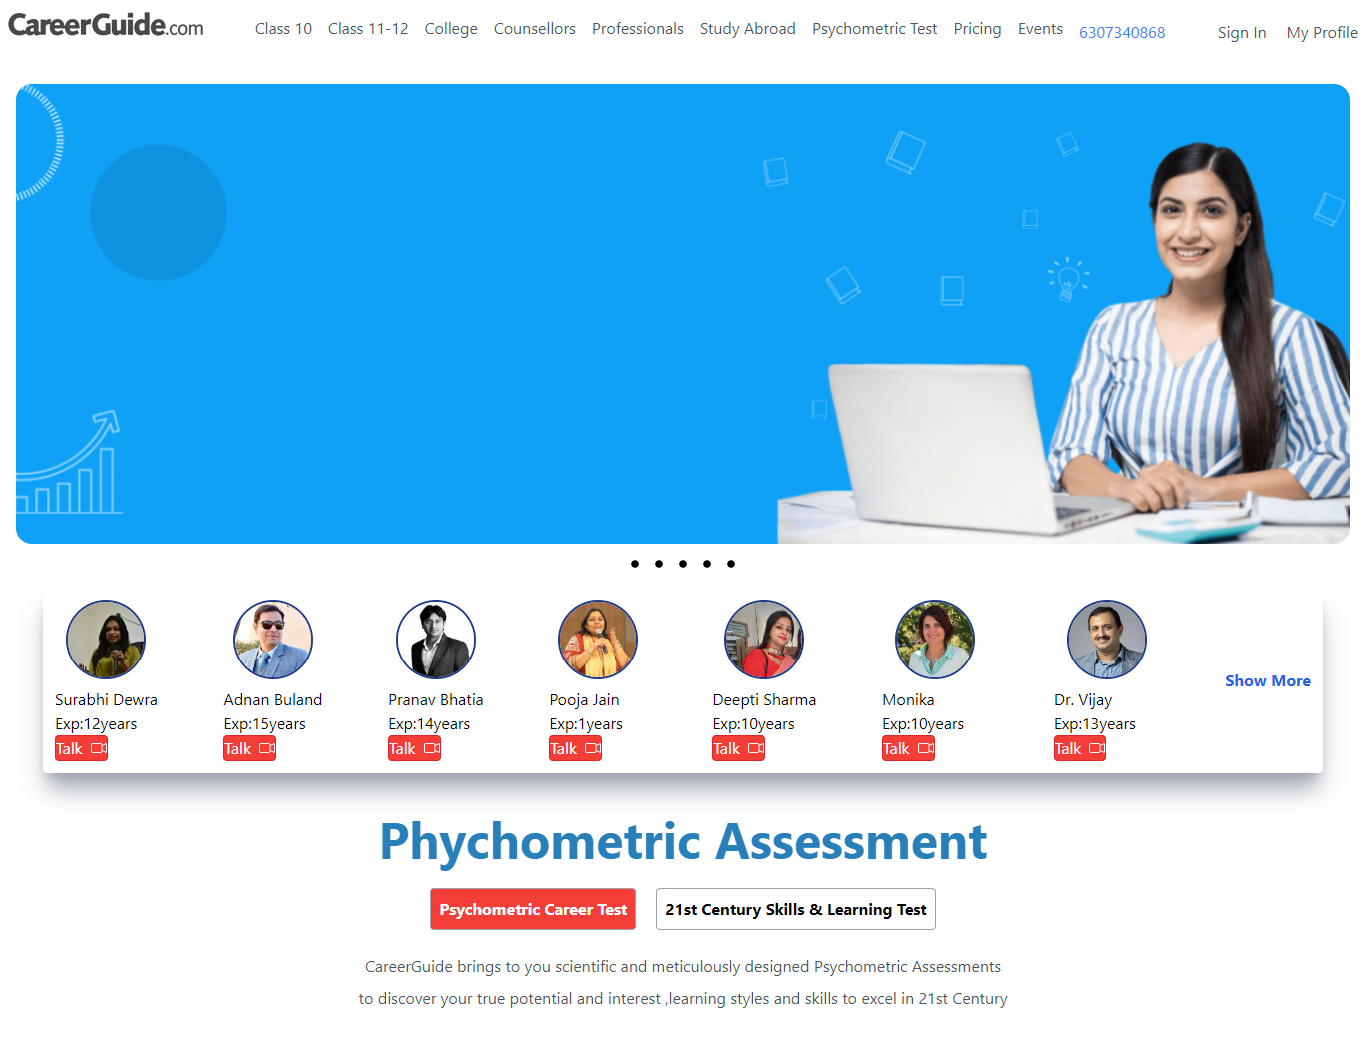 CareerGuide.com
Class 10 Class 11-12 College Counsellors Professionals Study Abroad Psychometric Test Pricing Events 6307340868 Sign In My Profile
Surabhi Dewra
Exp:12years
Talk
Adnan Buland
Exp:15years
Talk
Pranav Bhatia
Exp:14years
Talk
Pooja Jain
Exp:1years
Talk
Deepti Sharma
Exp:10years
Talk
Monika
Exp:10years
Talk
Dr. Vijay
Exp:13years
Talk
Show More
Phychometric Assessment
Psychometric Career Test
21st Century Skills & Learning Test
CareerGuide brings to you scientific and meticulously designed Psychometric Assessments
to discover your true potential and interest ,learning styles and skills to excel in 21st Century